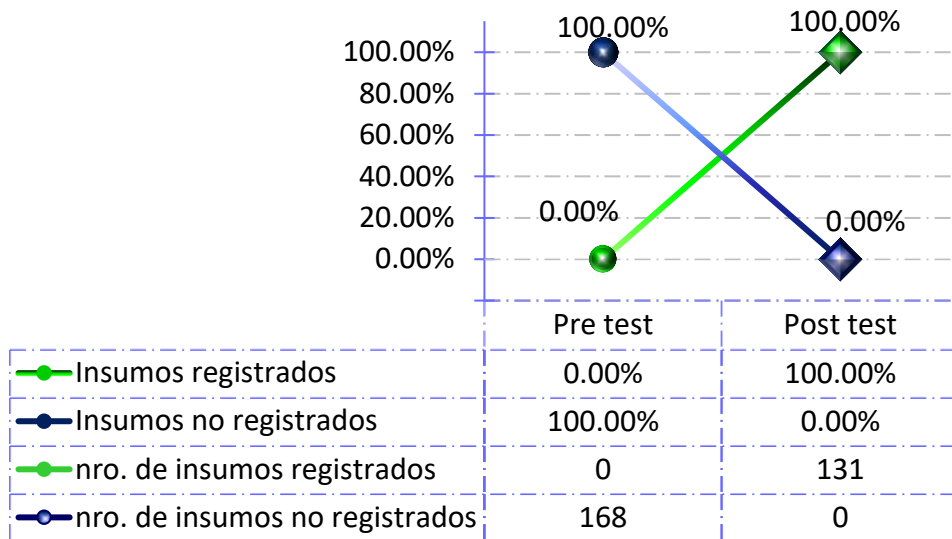 100.00% 100.00%
100.00%
80.00%
60.00%
40.00%
20.00%
0.00%
0.00% 0.00%
Pre test Post test
Insumos registrados 0.00% 100.00%
Insumos no registrados 100.00% 0.00%
nro. de insumos registrados 0 131
nro. de insumos no registrados 168 0